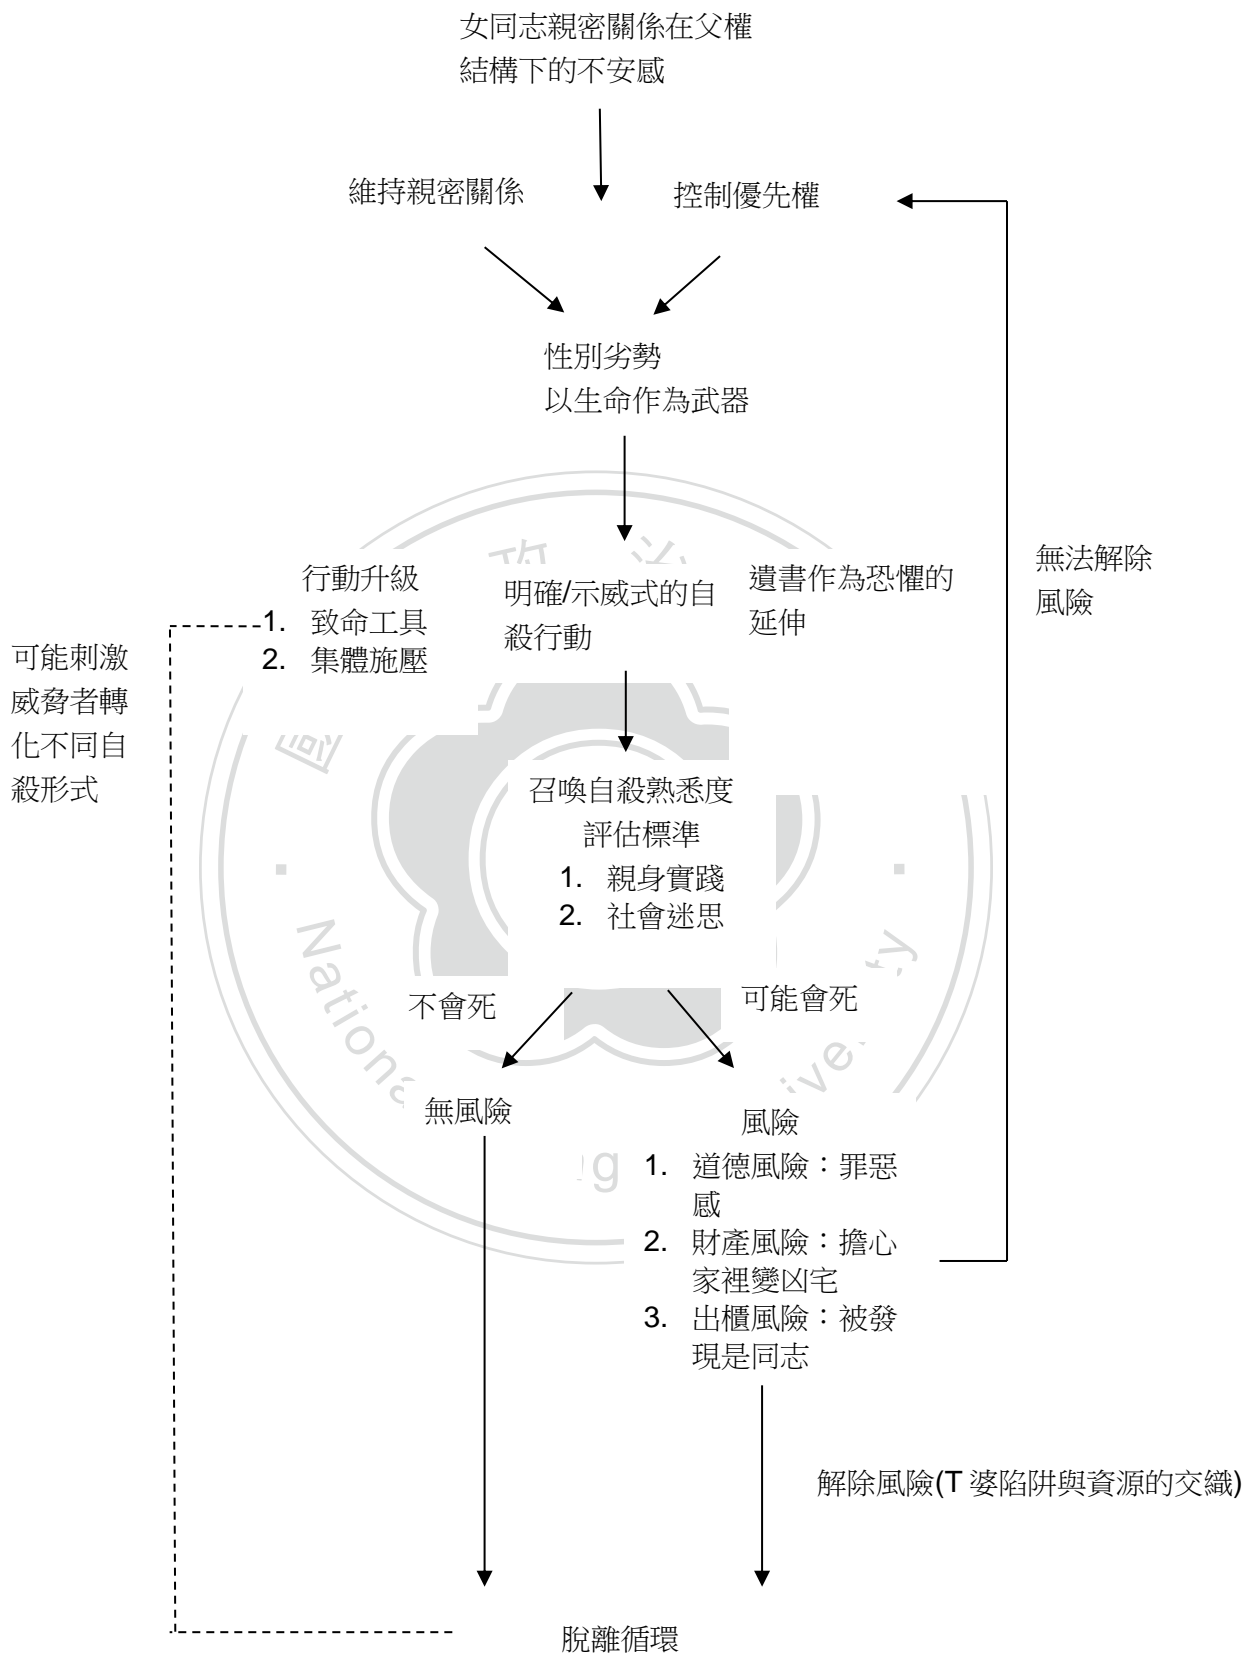 女同志親密關係在父權
結構下的不安感
維持親密關係
控制優先權
性別劣勢
以生命作為武器
行動升級
1. 致命工具
2. 集體施壓
明確/示威式的自
殺行動
遺書作為恐懼的
延伸
無法解除
風險
可能刺激
威脅者轉
化不同自
殺形式
召喚自殺熟悉度
評估標準
1. 親身實踐
2. 社會迷思
不會死
可能會死
無風險
風險
1. 道德風險：罪惡
感
2. 財產風險：擔心
家裡變凶宅
3. 出櫃風險：被發
現是同志
解除風險(T 婆陷阱與資源的交織)
脫離循環